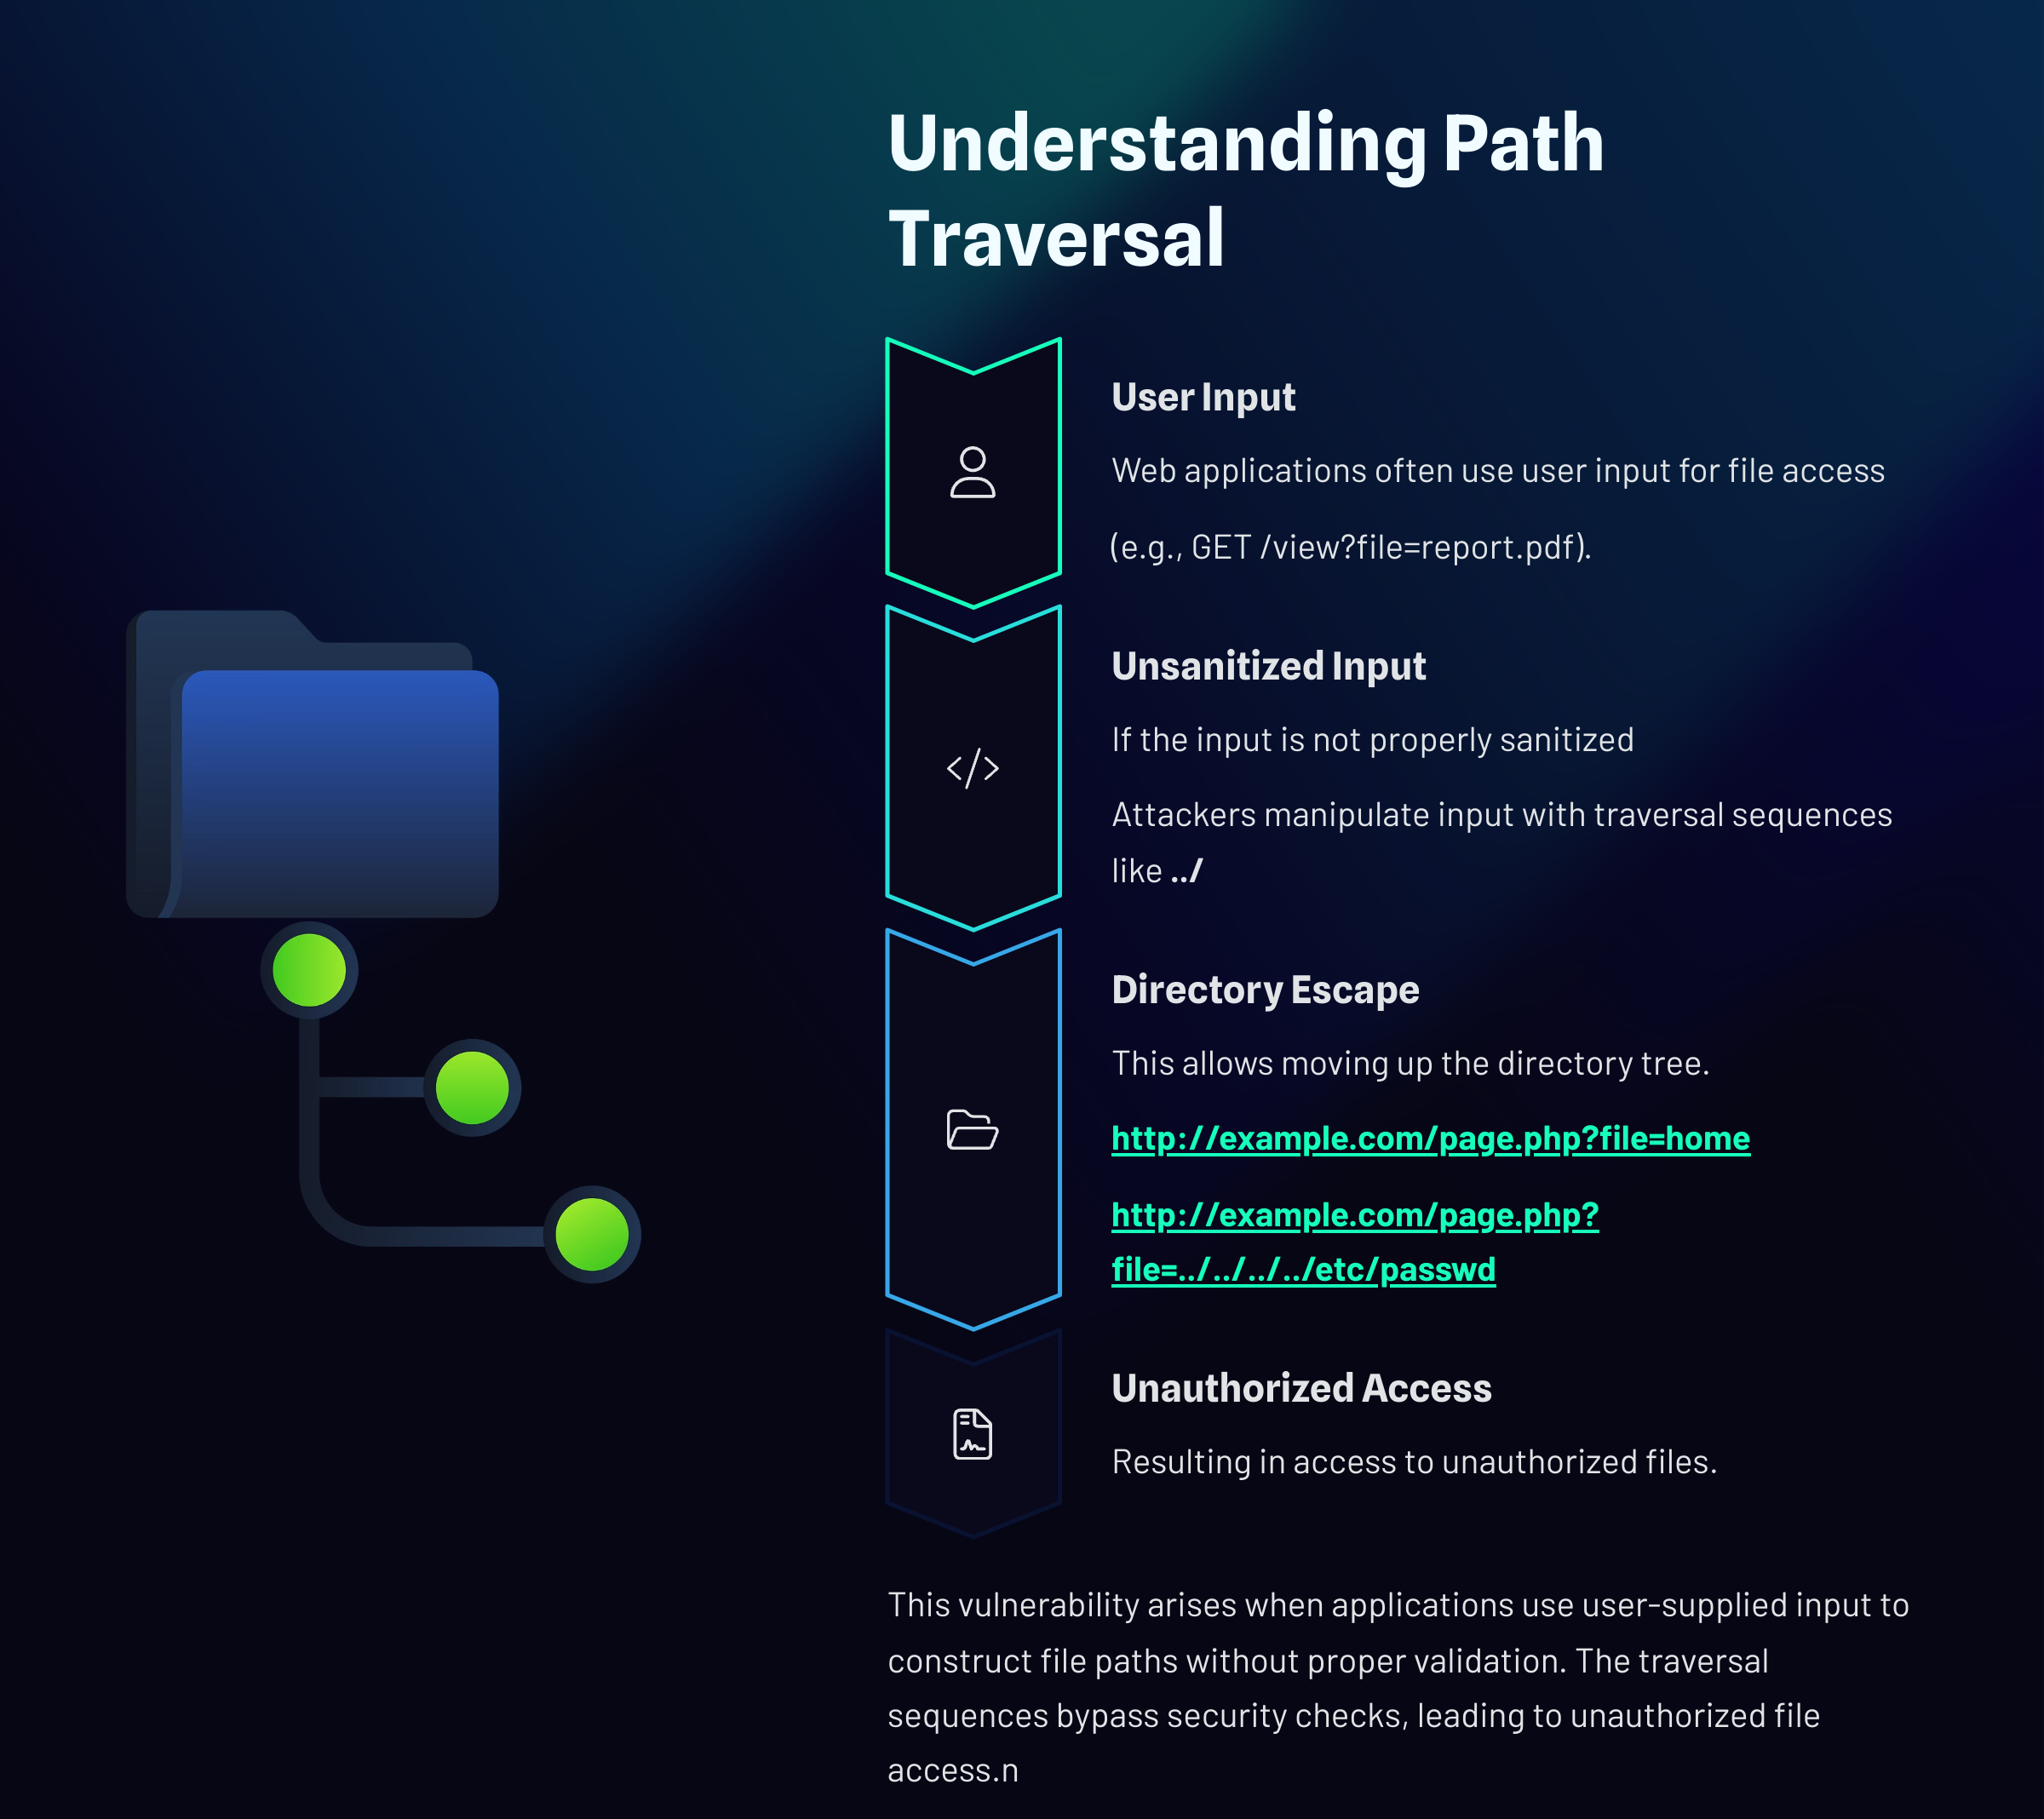 Understanding Path
Traversal
User Input
Web applications often use user input for file access
(e.g., GET /view?file=report.pdf).
Unsanitized Input
If the input is not properly sanitized
Attackers manipulate input with traversal sequences
like ../
Directory Escape
This allows moving up the directory tree.
http://example.com/page.php?file=home
http://example.com/page.php?
file=../../../../etc/passwd
Unauthorized Access
Resulting in access to unauthorized files.
This vulnerability arises when applications use user-supplied input to
construct file paths without proper validation. The traversal
sequences bypass security checks, leading to unauthorized file
access.n